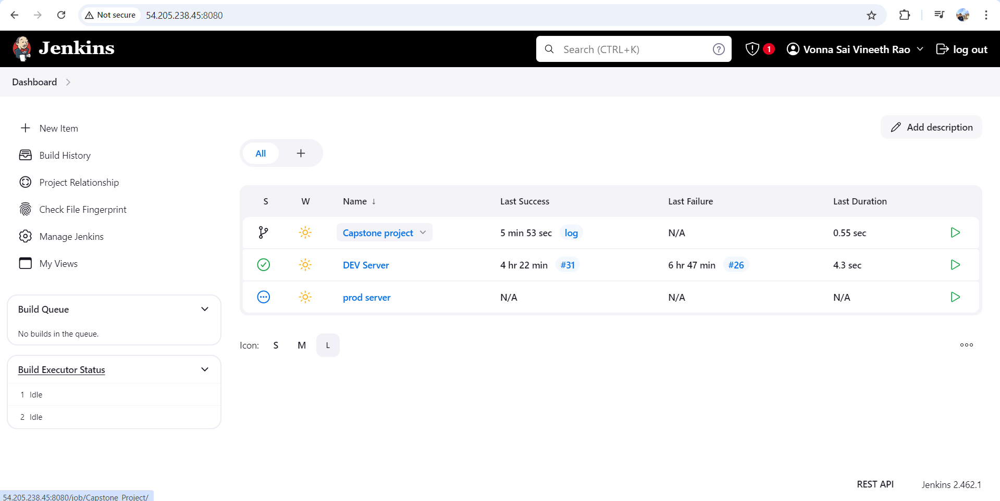 Not secure 54.205.238.45:8080
Jenkins
Search (CTRL+K)
1
Vonna Sai Vineeth Rao
log out
Dashboard
New Item
Build History
Project Relationship
Check File Fingerprint
Manage Jenkins
My Views
Build Queue
No builds in the queue.
Build Executor Status
1 Idle
2 Idle
Add description
All
S W Name ↓ Last Success Last Failure Last Duration
Capstone project 5 min 53 sec log N/A 0.55 sec
DEV Server 4 hr 22 min #31 6 hr 47 min #26 4.3 sec
prod server N/A N/A N/A
Icon: S M L
REST API Jenkins 2.462.1
54.205.238.45:8080/job/Capstone_Project/